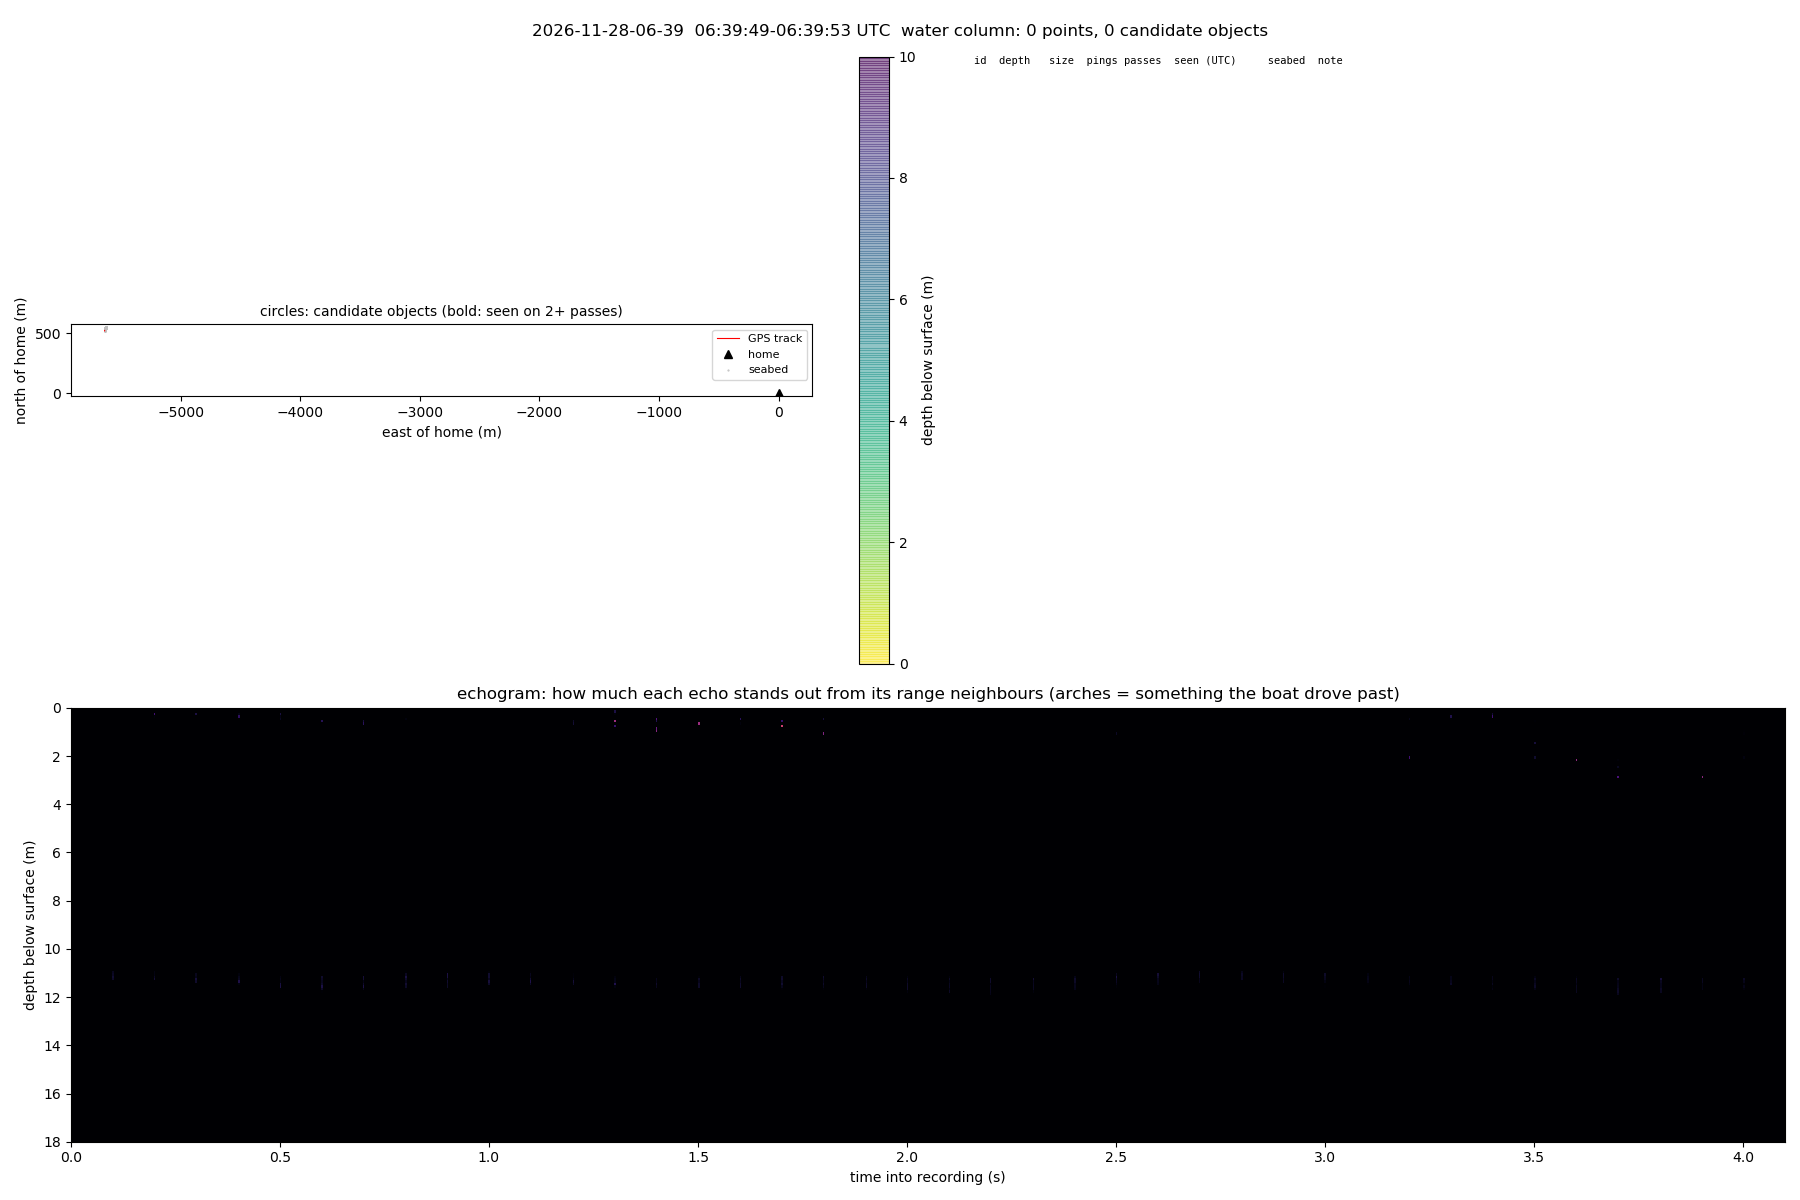 2026-11-28-06-39  06:39:49-06:39:53 UTC  water column: 0 points, 0 candidate objects
id  depth   size  pings passes  seen (UTC)     seabed  note
circles: candidate objects (bold: seen on 2+ passes)
GPS track
home
seabed
500
0
north of home (m)
−5000 −4000 −3000 −2000 −1000 0
east of home (m)
10
8
6
4
2
0
depth below surface (m)
echogram: how much each echo stands out from its range neighbours (arches = something the boat drove past)
0
2
4
6
8
10
12
14
16
18
depth below surface (m)
0.0 0.5 1.0 1.5 2.0 2.5 3.0 3.5 4.0
time into recording (s)